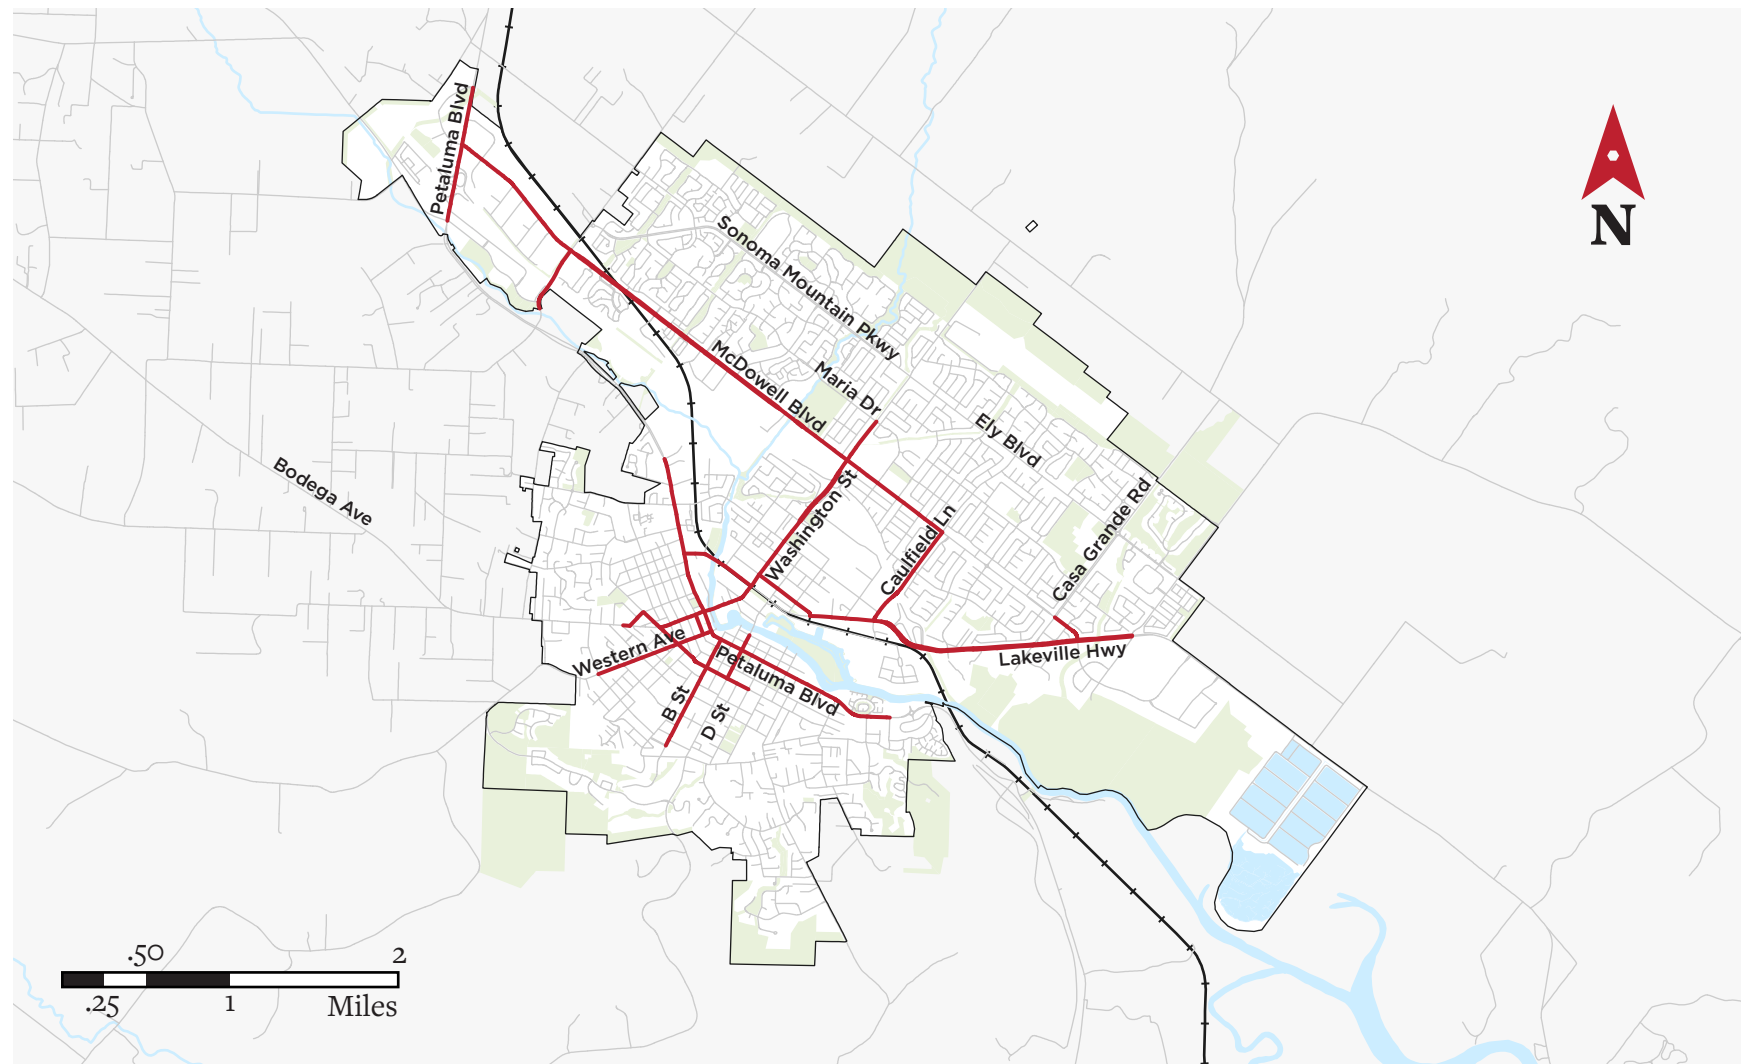 Petaluma Blvd
N
Sonoma Mountain Pkwy
McDowell Blvd
Maria Dr
Ely Blvd
Bodega Ave
Washington St
Caulfield Ln
Casa Grande Rd
Western Ave
Lakeville Hwy
Petaluma Blvd
B St
D St
.50 2
.25 1 Miles